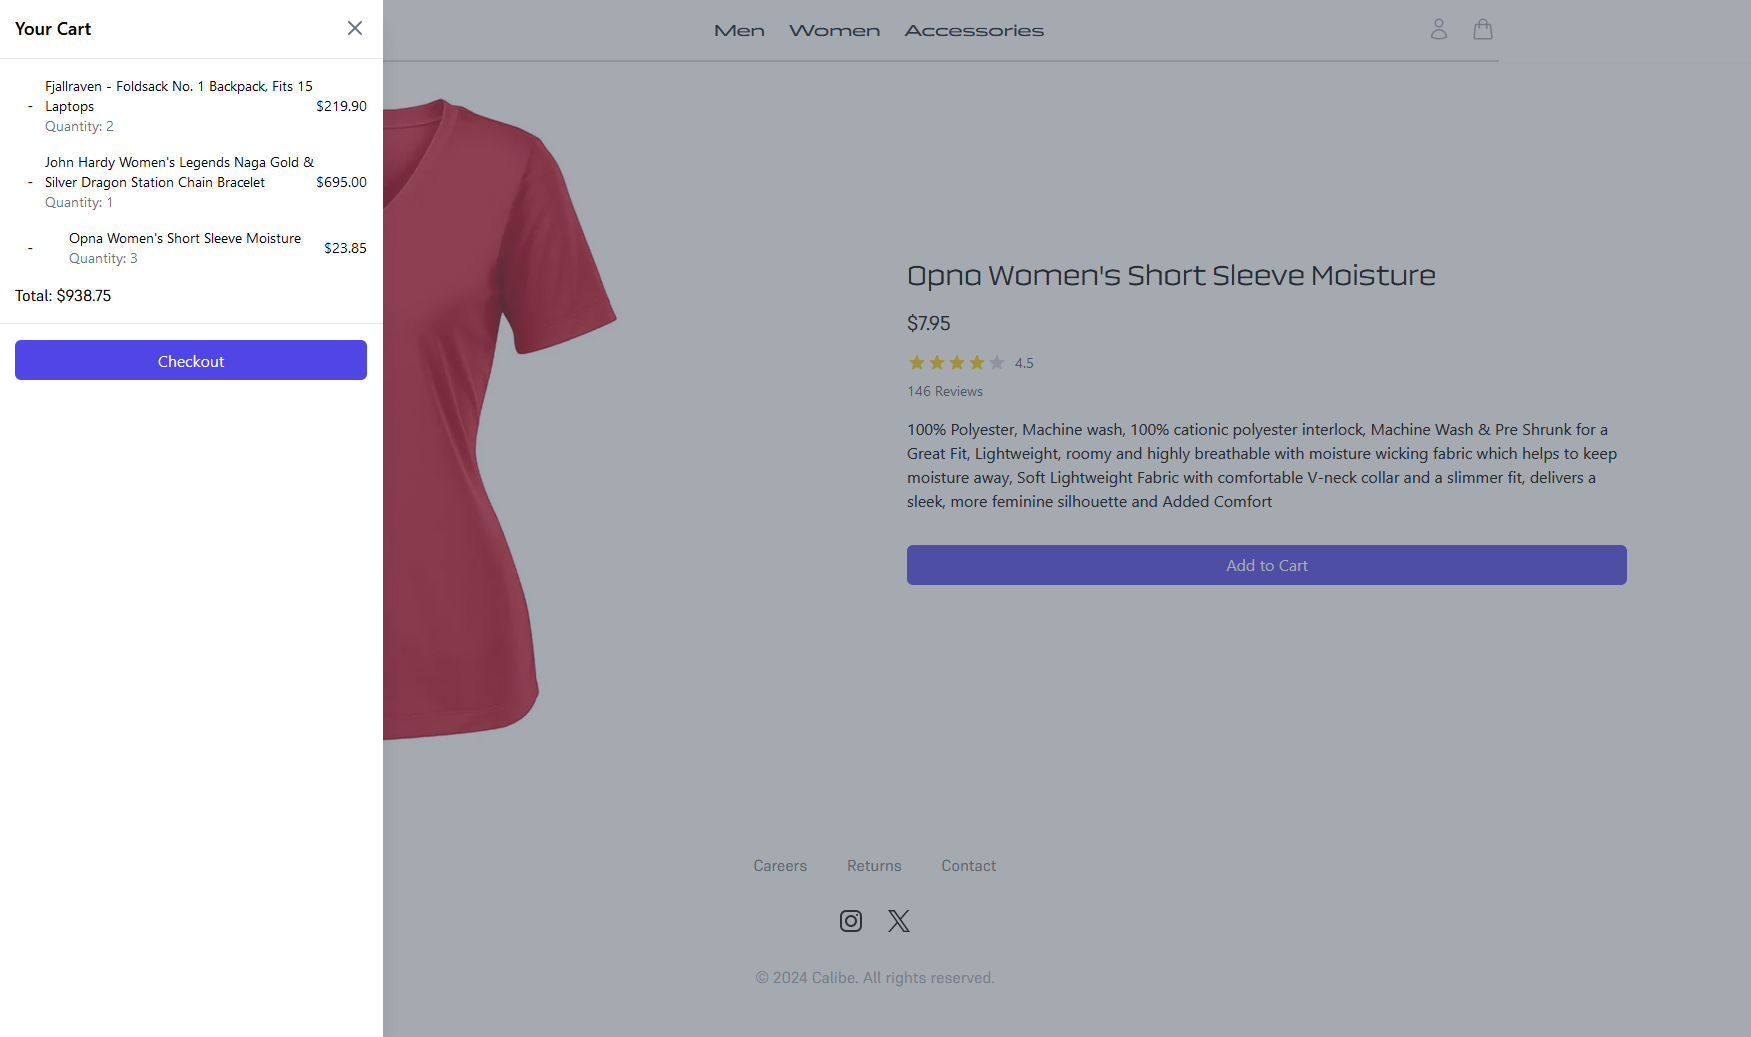 Your Cart
Men Women Accessories
Fjallraven - Foldsack No. 1 Backpack, Fits 15
- Laptops $219.90
Quantity: 2
John Hardy Women's Legends Naga Gold &
- Silver Dragon Station Chain Bracelet $695.00
Quantity: 1
- Opna Women's Short Sleeve Moisture $23.85
Quantity: 3
Total: $938.75
Checkout
Opna Women's Short Sleeve Moisture
$7.95
4.5
146 Reviews
100% Polyester, Machine wash, 100% cationic polyester interlock, Machine Wash & Pre Shrunk for a
Great Fit, Lightweight, roomy and highly breathable with moisture wicking fabric which helps to keep
moisture away, Soft Lightweight Fabric with comfortable V-neck collar and a slimmer fit, delivers a
sleek, more feminine silhouette and Added Comfort
Add to Cart
Careers Returns Contact
© 2024 Calibe. All rights reserved.